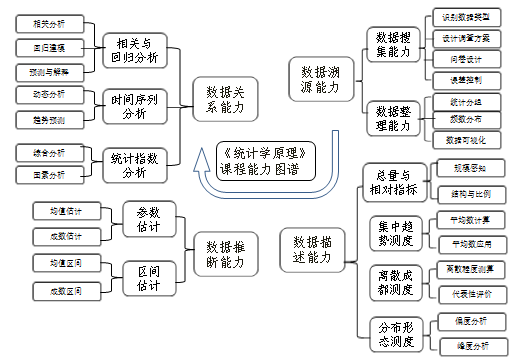 相关分析
回归建模
预测与解释
相关与
回归分析
动态分析
趋势预测
时间序列
分析
综合分析
因素分析
统计指数
分析
数据关
系能力
均值估计
成数估计
参数
估计
均值区间
成数区间
区间
估计
数据推
断能力
《统计学原理》
课程能力图谱
数据溯
源能力
数据搜
集能力
识别数据类型
设计调查方案
问卷设计
误差控制
数据整
理能力
统计分组
频数分布
数据可视化
数据描
述能力
总量与
相对指标
规模感知
结构与比例
集中趋
势测度
平均数计算
平均数应用
离散成
都测度
离散程度测算
代表性评价
分布形
态测度
偏度分析
峰度分析